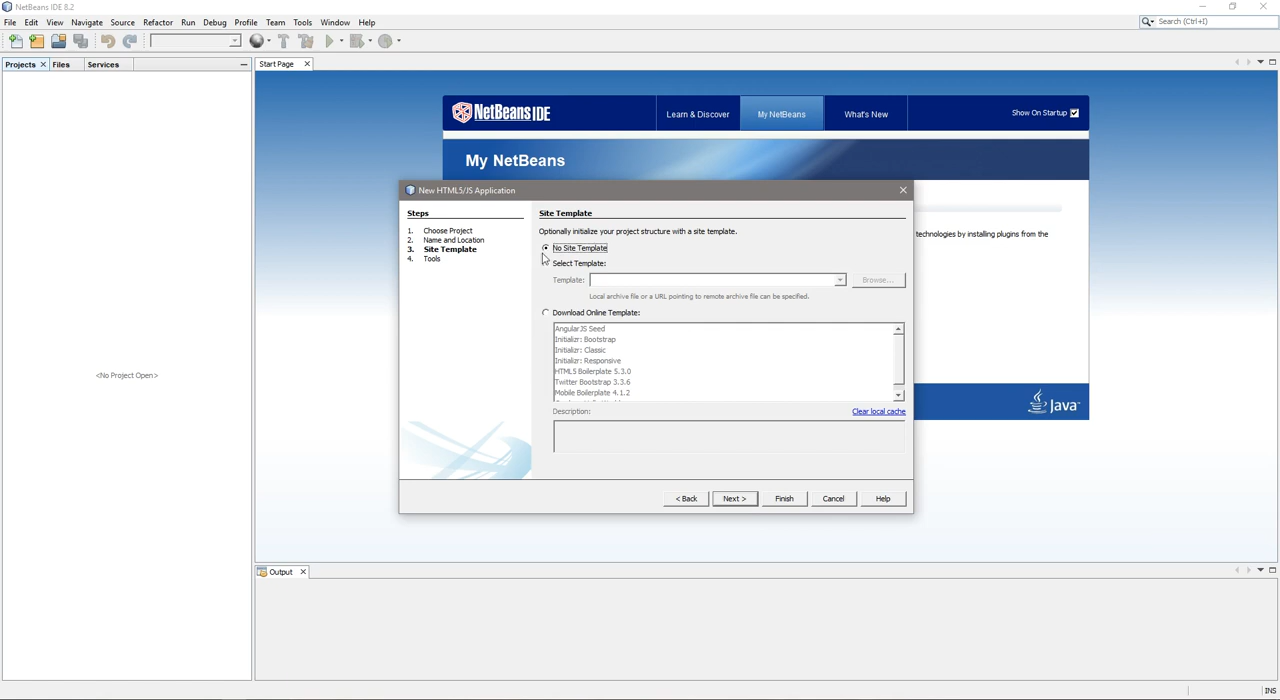 NetBeans IDE 8.2
File Edit View Navigate Source Refactor Run Debug Profile Team Tools Window Help
Search (Ctrl+I)
Projects Files Services
Start Page
NetBeans IDE
Learn & Discover
My NetBeans
What's New
Show On Startup
My NetBeans
technologies by installing plugins from the
New HTML5/JS Application
Steps
1. Choose Project
2. Name and Location
3. Site Template
4. Tools
Site Template
Optionally initialize your project structure with a site template.
No Site Template
Select Template:
Template:
Browse...
Local archive file or a URL pointing to remote archive file can be specified.
Download Online Template:
AngularJS Seed
Initializr: Bootstrap
Initializr: Classic
Initializr: Responsive
HTML5 Boilerplate 5.3.0
Twitter Bootstrap 3.3.6
Mobile Boilerplate 4.1.2
Description:
Clear local cache
< Back
Next >
Finish
Cancel
Help
Java
<No Project Open>
Output
INS